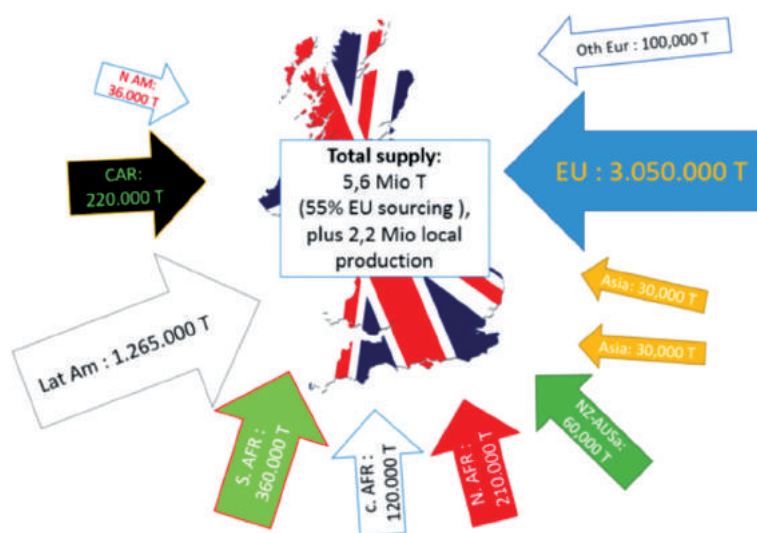 Oth Eur : 100,000 T
N AM:
36.000 T
CAR:
220.000 T
Total supply:
5,6 Mio T
(55% EU sourcing ),
plus 2,2 Mio local
production
EU : 3.050.000 T
Lat Am : 1.265.000 T
Asia: 30,000 T
Asia: 30,000 T
S. AFR :
360.000 T
c. AFR :
120.000 T
N. AFR :
210.000 T
NZ-AUSa:
60,000 T